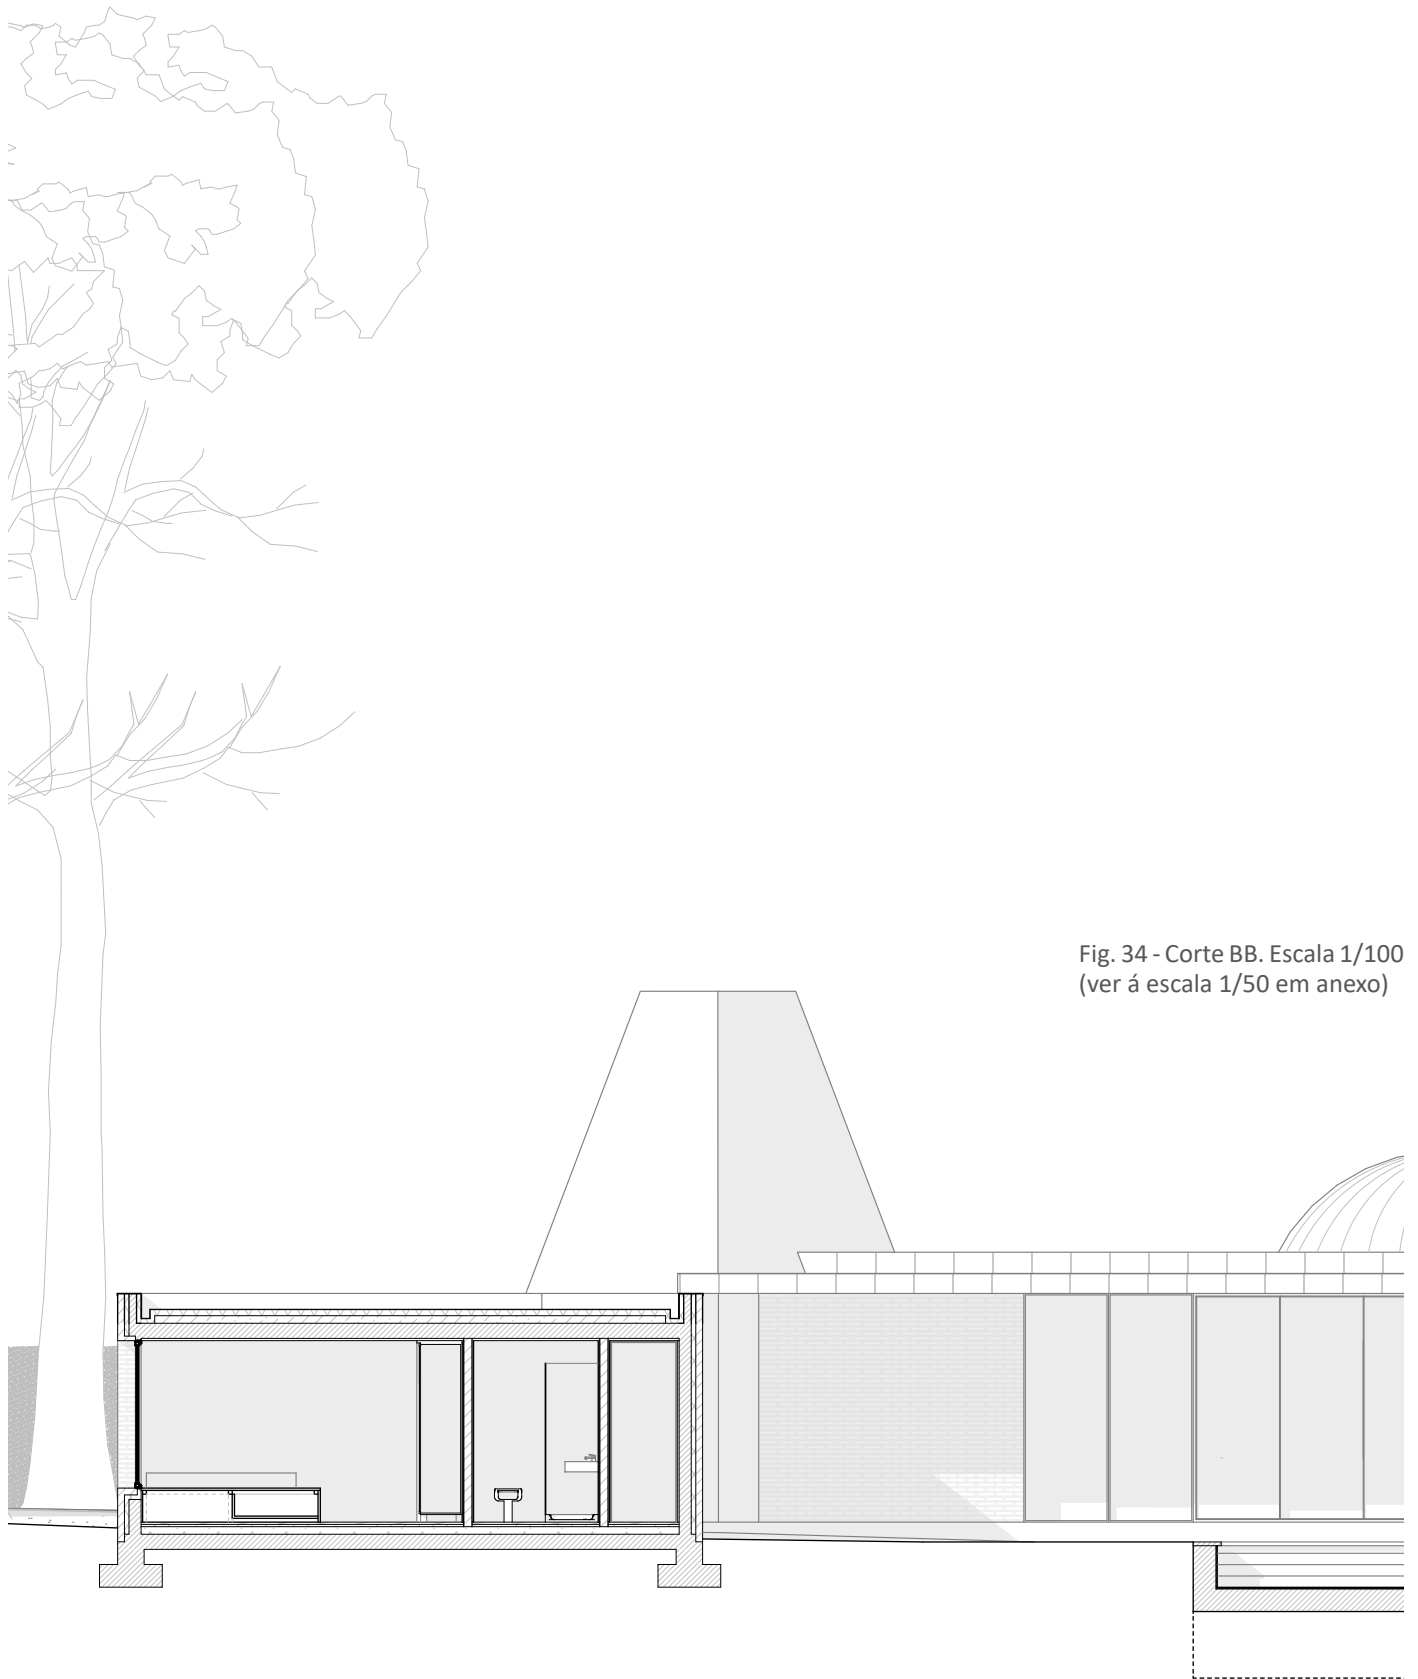 Fig. 34 - Corte BB. Escala 1/100
(ver á escala 1/50 em anexo)